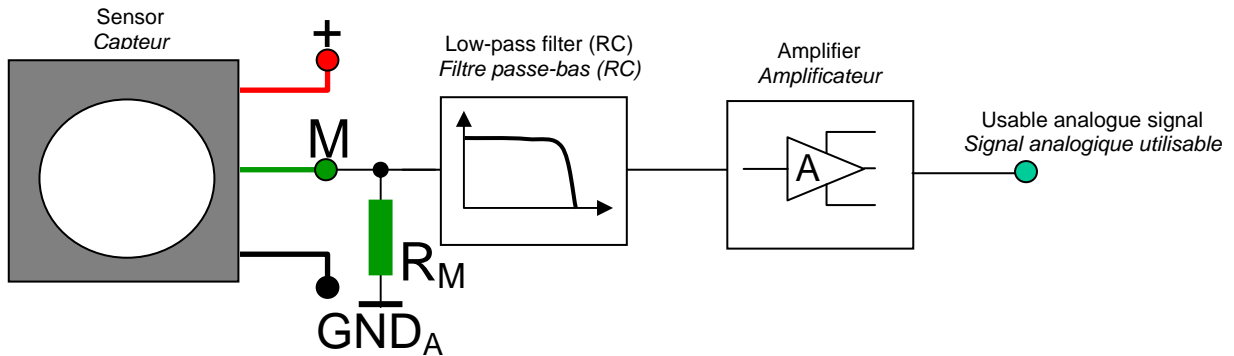 Sensor
Capteur
+
Low-pass filter (RC)
Filtre passe-bas (RC)
Amplifier
Amplificateur
Usable analogue signal
Signal analogique utilisable
M
A
RM
GNDA